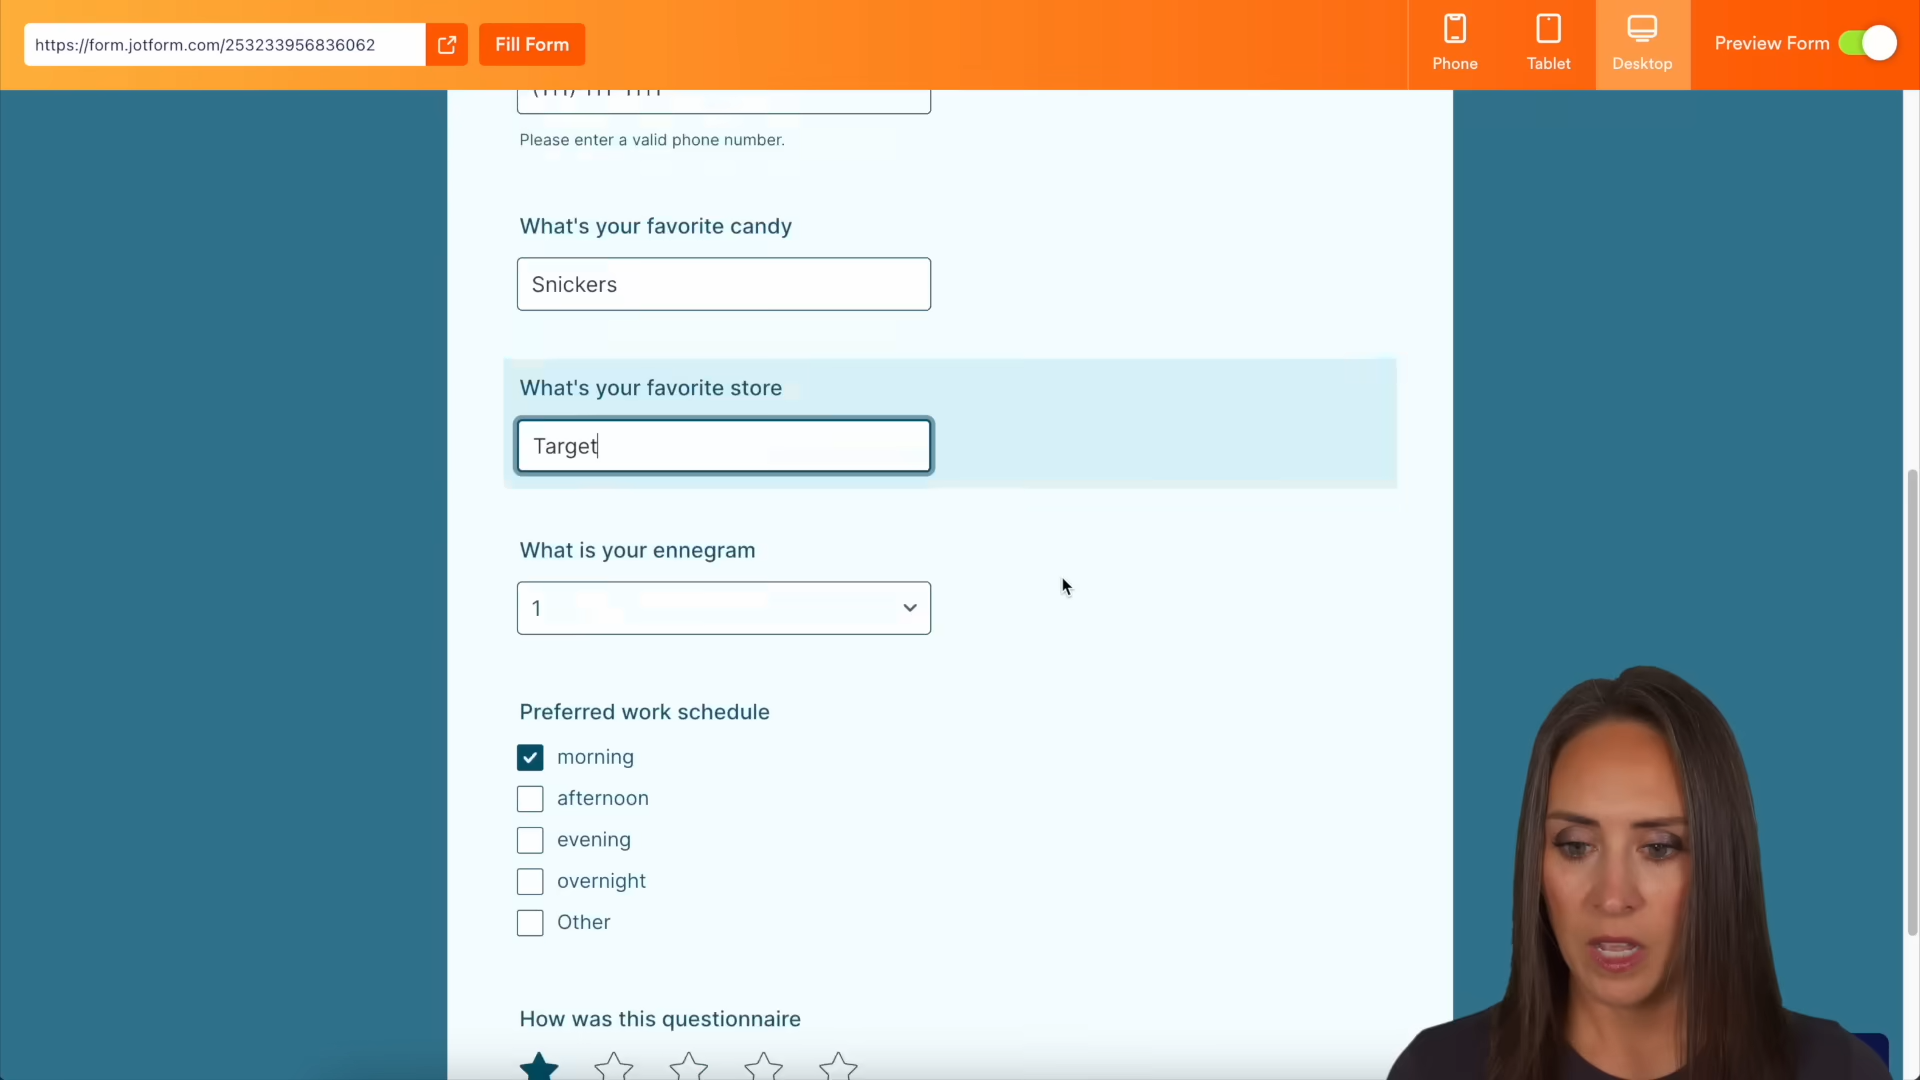 https://form.jotform.com/253233956836062
Fill Form
Phone
Tablet
Desktop
Preview Form
Please enter a valid phone number.
What's your favorite candy
Snickers
What's your favorite store
Target
What is your ennegram
1
Preferred work schedule
morning
afternoon
evening
overnight
Other
How was this questionnaire